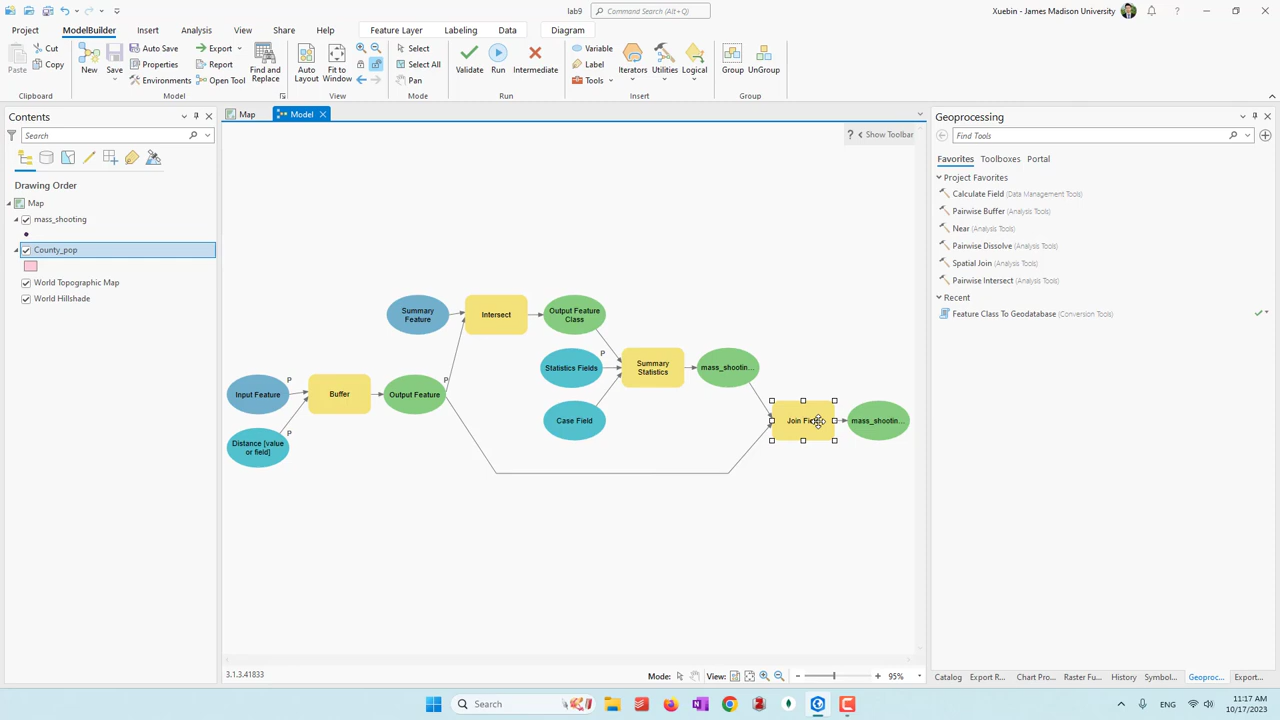 lab9
Command Search (Alt+Q)
Xuebin - James Madison University
Project
ModelBuilder
Insert
Analysis
View
Share
Help
Feature Layer
Labeling
Data
Diagram
Paste
Cut
Copy
Clipboard
New
Save
Auto Save
Properties
Environments
Export
Report
Open Tool
Find and
Replace
Model
Auto
Layout
Fit to
Window
View
Select
Select All
Pan
Mode
Validate
Run
Intermediate
Run
Variable
Label
Tools
Iterators
Utilities
Logical
Insert
Group
UnGroup
Group
Contents
Search
Drawing Order
Map
mass_shooting
County_pop
World Topographic Map
World Hillshade
Map
Model
Show Toolbar
Summary
Feature
Intersect
Output Feature
Class
P
Statistics Fields
Summary
Statistics
mass_shootin...
P
Input Feature
Buffer
P
Output Feature
P
Distance [value
or field]
Case Field
Join Fi
mass_shootin...
3.1.3.41833
Mode:
View:
95%
Geoprocessing
Find Tools
Favorites
Toolboxes
Portal
Project Favorites
Calculate Field (Data Management Tools)
Pairwise Buffer (Analysis Tools)
Near (Analysis Tools)
Pairwise Dissolve (Analysis Tools)
Spatial Join (Analysis Tools)
Pairwise Intersect (Analysis Tools)
Recent
Feature Class To Geodatabase (Conversion Tools)
Catalog
Export R...
Chart Pro...
Raster Fu...
History
Symbol...
Geoproc...
Export...
Search
ENG
11:17 AM
10/17/2023